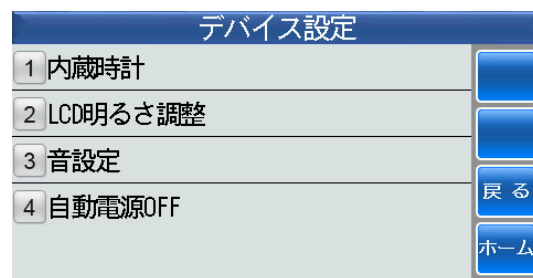 デバイス設定
1 内蔵時計
2 LCD明るさ調整
3 音設定
4 自動電源OFF
戻る
ホーム